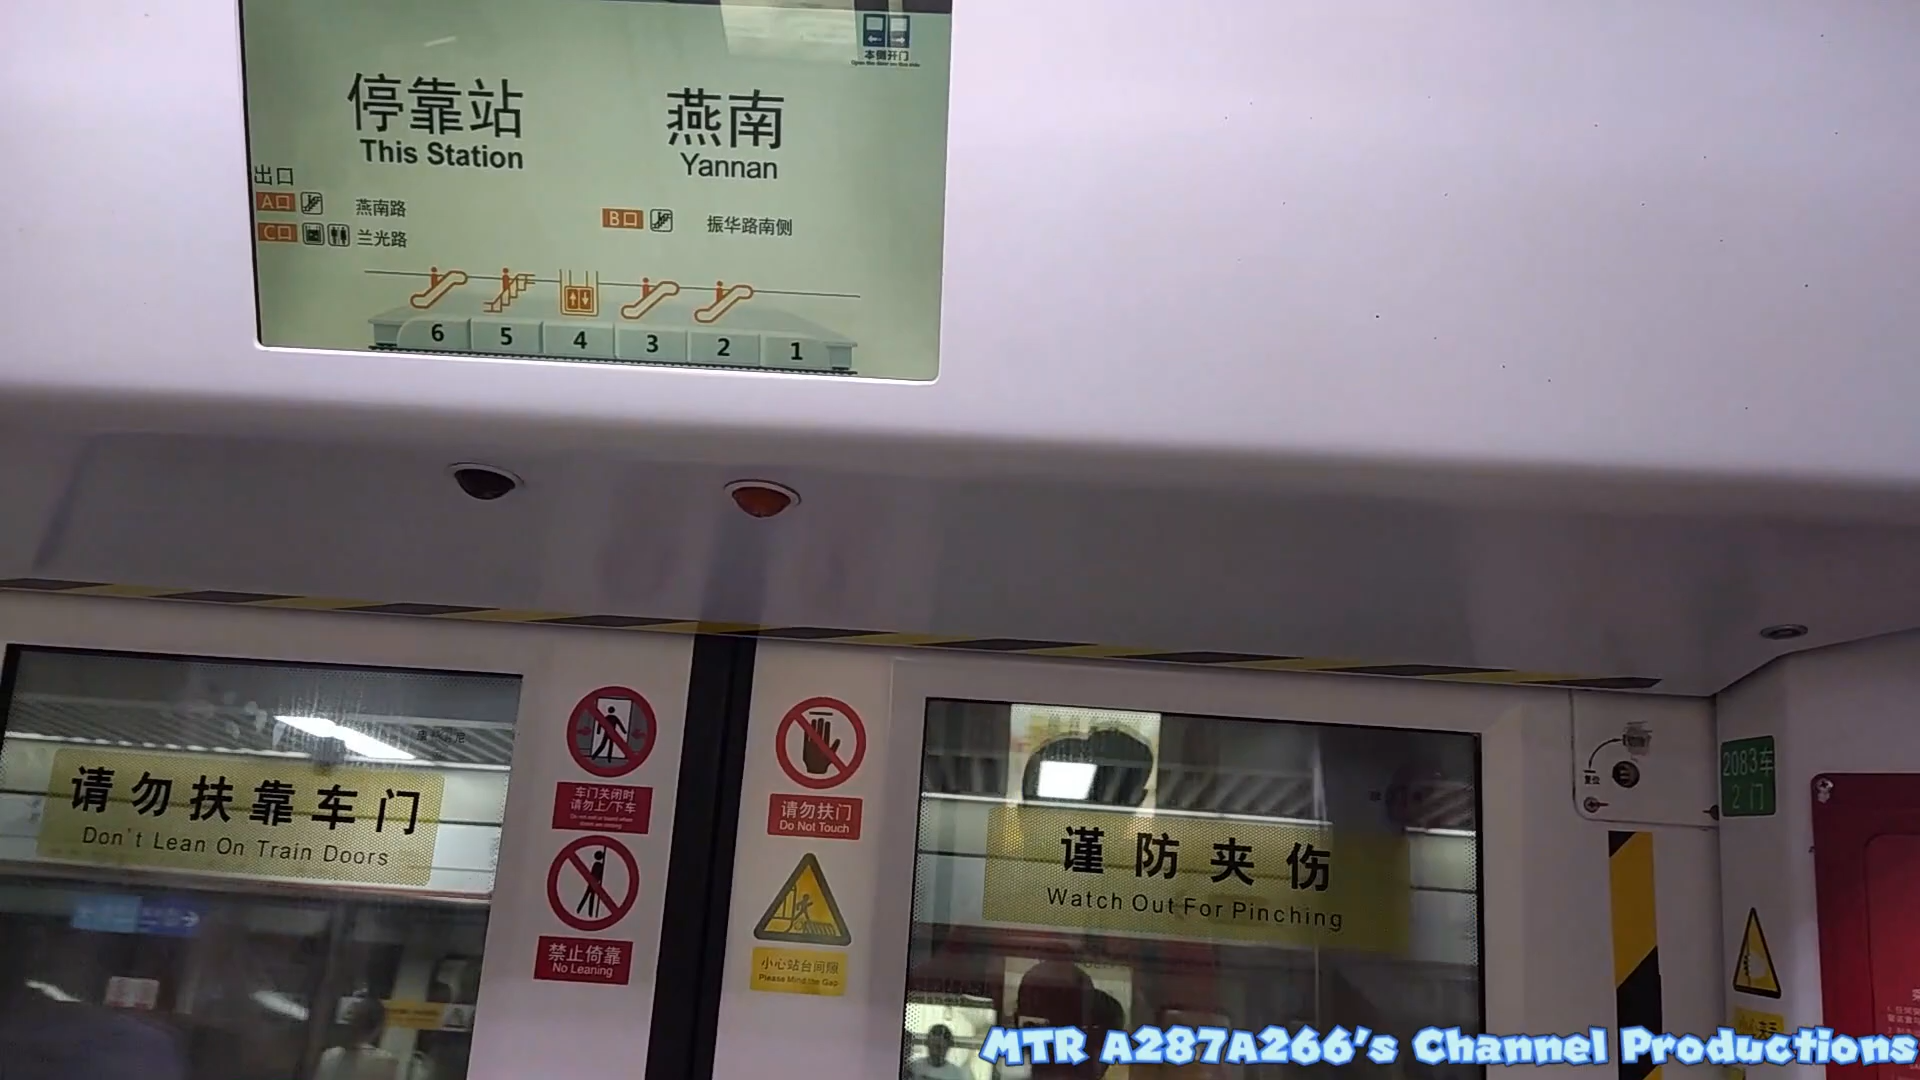 本侧开门
停靠站
This Station
燕南
Yannan
出口
A口
燕南路
B口
振华路南侧
C口
兰光路
6
5
4
3
2
1
请勿扶靠车门
Don't Lean On Train Doors
车门关闭时
请勿上/下车
禁止倚靠
No Leaning
请勿扶门
Do Not Touch
小心站台间隙
Please Mind the Gap
谨防夹伤
Watch Out For Pinching
复位
2083车
2门
MTR A287A266's Channel Productions